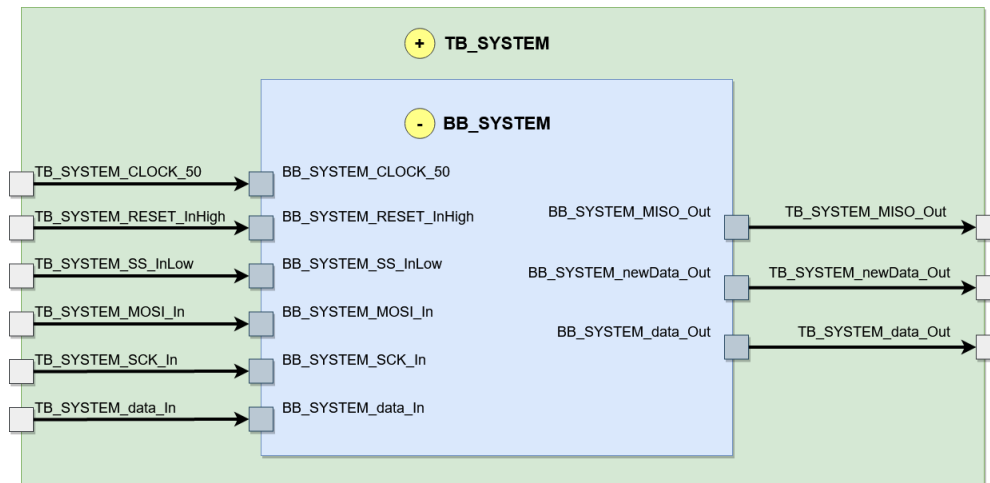 + TB_SYSTEM
- BB_SYSTEM
TB_SYSTEM_CLOCK_50
BB_SYSTEM_CLOCK_50
TB_SYSTEM_RESET_InHigh
BB_SYSTEM_RESET_InHigh
BB_SYSTEM_MISO_Out
TB_SYSTEM_MISO_Out
TB_SYSTEM_SS_InLow
BB_SYSTEM_SS_InLow
BB_SYSTEM_newData_Out
TB_SYSTEM_newData_Out
TB_SYSTEM_MOSI_In
BB_SYSTEM_MOSI_In
BB_SYSTEM_data_Out
TB_SYSTEM_data_Out
TB_SYSTEM_SCK_In
BB_SYSTEM_SCK_In
TB_SYSTEM_data_In
BB_SYSTEM_data_In